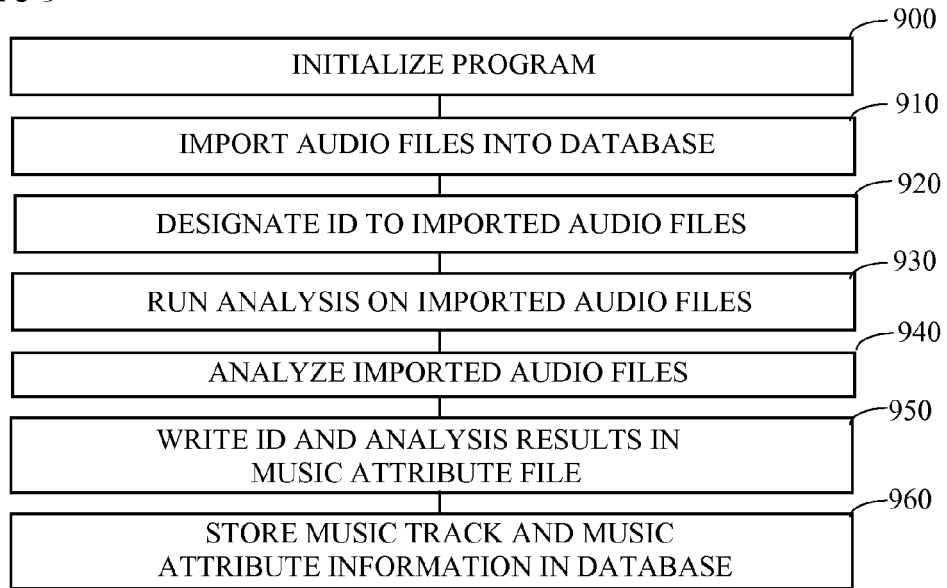 900
INITIALIZE PROGRAM
910
IMPORT AUDIO FILES INTO DATABASE
920
DESIGNATE ID TO IMPORTED AUDIO FILES
930
RUN ANALYSIS ON IMPORTED AUDIO FILES
940
ANALYZE IMPORTED AUDIO FILES
950
WRITE ID AND ANALYSIS RESULTS IN
MUSIC ATTRIBUTE FILE
960
STORE MUSIC TRACK AND MUSIC
ATTRIBUTE INFORMATION IN DATABASE